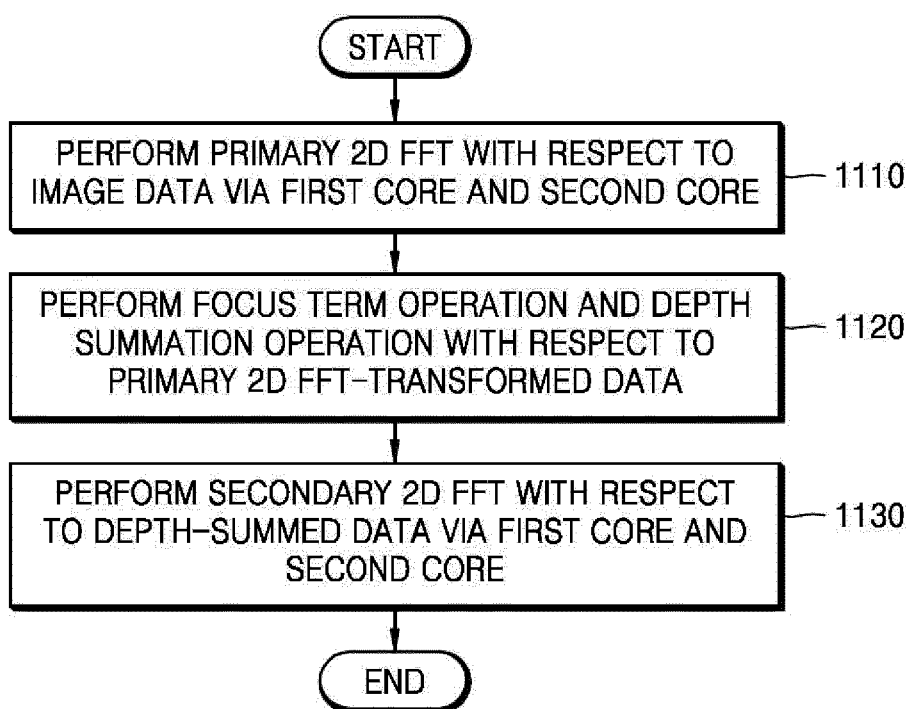 START
PERFORM PRIMARY 2D FFT WITH RESPECT TO
IMAGE DATA VIA FIRST CORE AND SECOND CORE
1110
PERFORM FOCUS TERM OPERATION AND DEPTH
SUMMATION OPERATION WITH RESPECT TO
PRIMARY 2D FFT-TRANSFORMED DATA
1120
PERFORM SECONDARY 2D FFT WITH RESPECT
TO DEPTH-SUMMED DATA VIA FIRST CORE AND
SECOND CORE
1130
END